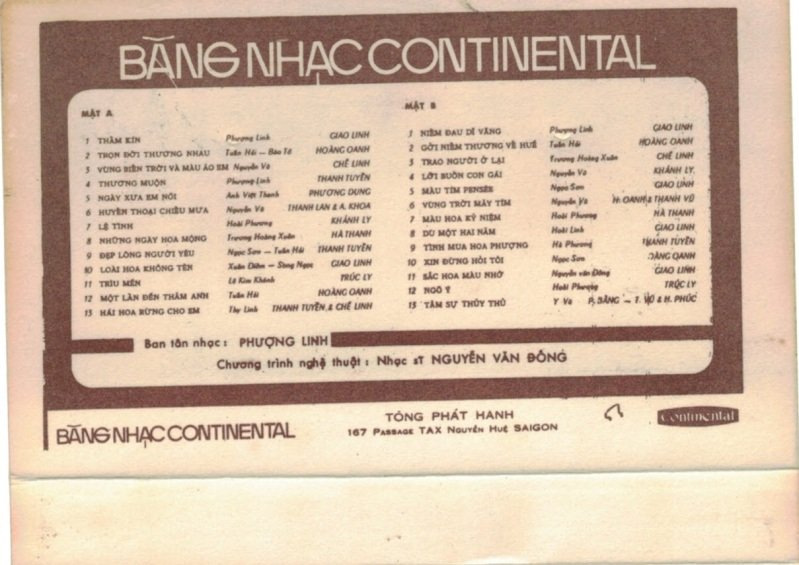 BĂNG NHẠC CONTINENTAL
MẶT A
1 THẦM KÍN Phượng Linh GIAO LINH
2 TRỌN ĐỜI THƯƠNG NHAU Tuấn Hải – Bảo Tố HOÀNG OANH
3 VÙNG BIỂN TRỜI VÀ MÀU ÁO EM Nguyễn Vũ CHẾ LINH
4 THƯƠNG MUỘN Phượng Linh THANH TUYỀN
5 NGÀY XƯA EM NÓI Anh Việt Thanh PHƯƠNG DUNG
6 HUYỀN THOẠI CHIỀU MƯA Nguyễn Vũ THANH LAN & A. KHOA
7 LỆ TÌNH Hoài Phương KHÁNH LY
8 NHỮNG NGÀY HOA MỘNG Trương Hoàng Xuân HÀ THANH
9 ĐẸP LÒNG NGƯỜI YÊU Ngọc Sơn – Tuấn Hải THANH TUYỀN
10 LOÀI HOA KHÔNG TÊN Xuân Điềm – Sông Ngọc GIAO LINH
11 TRÌU MẾN Lê Kim Khánh TRÚC LY
12 MỘT LẦN ĐẾN THĂM ANH Tuấn Hải HOÀNG OANH
13 HÁI HOA RỪNG CHO EM Thy Linh THANH TUYỀN & CHẾ LINH
MẶT B
1 NIỀM ĐAU DĨ VÃNG Phượng Linh GIAO LINH
2 GỞI NIỀM THƯƠNG VỀ HUẾ Tuấn Hải HOÀNG OANH
3 TRAO NGƯỜI Ở LẠI Trương Hoàng Xuân CHẾ LINH
4 LỜI BUỒN CON GÁI Nguyễn Vũ KHÁNH LY
5 MÀU TÍM PENSÉE Ngọc Sơn GIAO LINH
6 VÙNG TRỜI MÂY TÍM Nguyễn Vũ H. OANH & THANH VŨ
7 MÀU HOA KỶ NIỆM Hoài Phương HÀ THANH
8 DU MỘT HAI NĂM Hoài Linh GIAO LINH
9 TÌNH MÙA HOA PHƯỢNG Hà Phương THANH TUYỀN
10 XIN ĐỪNG HỎI TÔI Ngọc Sơn OANH
11 SẮC HOA MÀU NHỚ Nguyễn văn Đông GIAO LINH
12 NGỎ Ý Hoài Phương TRÚC LY
13 TÂM SỰ THỦY THỦ Y Vũ P. BẰNG – T. VŨ & H. PHÚC
Ban tân nhạc : PHƯỢNG LINH
Chương trình nghệ thuật : Nhạc sĩ NGUYỄN VĂN ĐÔNG
BĂNG NHẠC CONTINENTAL
TỔNG PHÁT HÀNH
167 PASSAGE TAX NGUYỄN HUỆ SAIGON
Continental